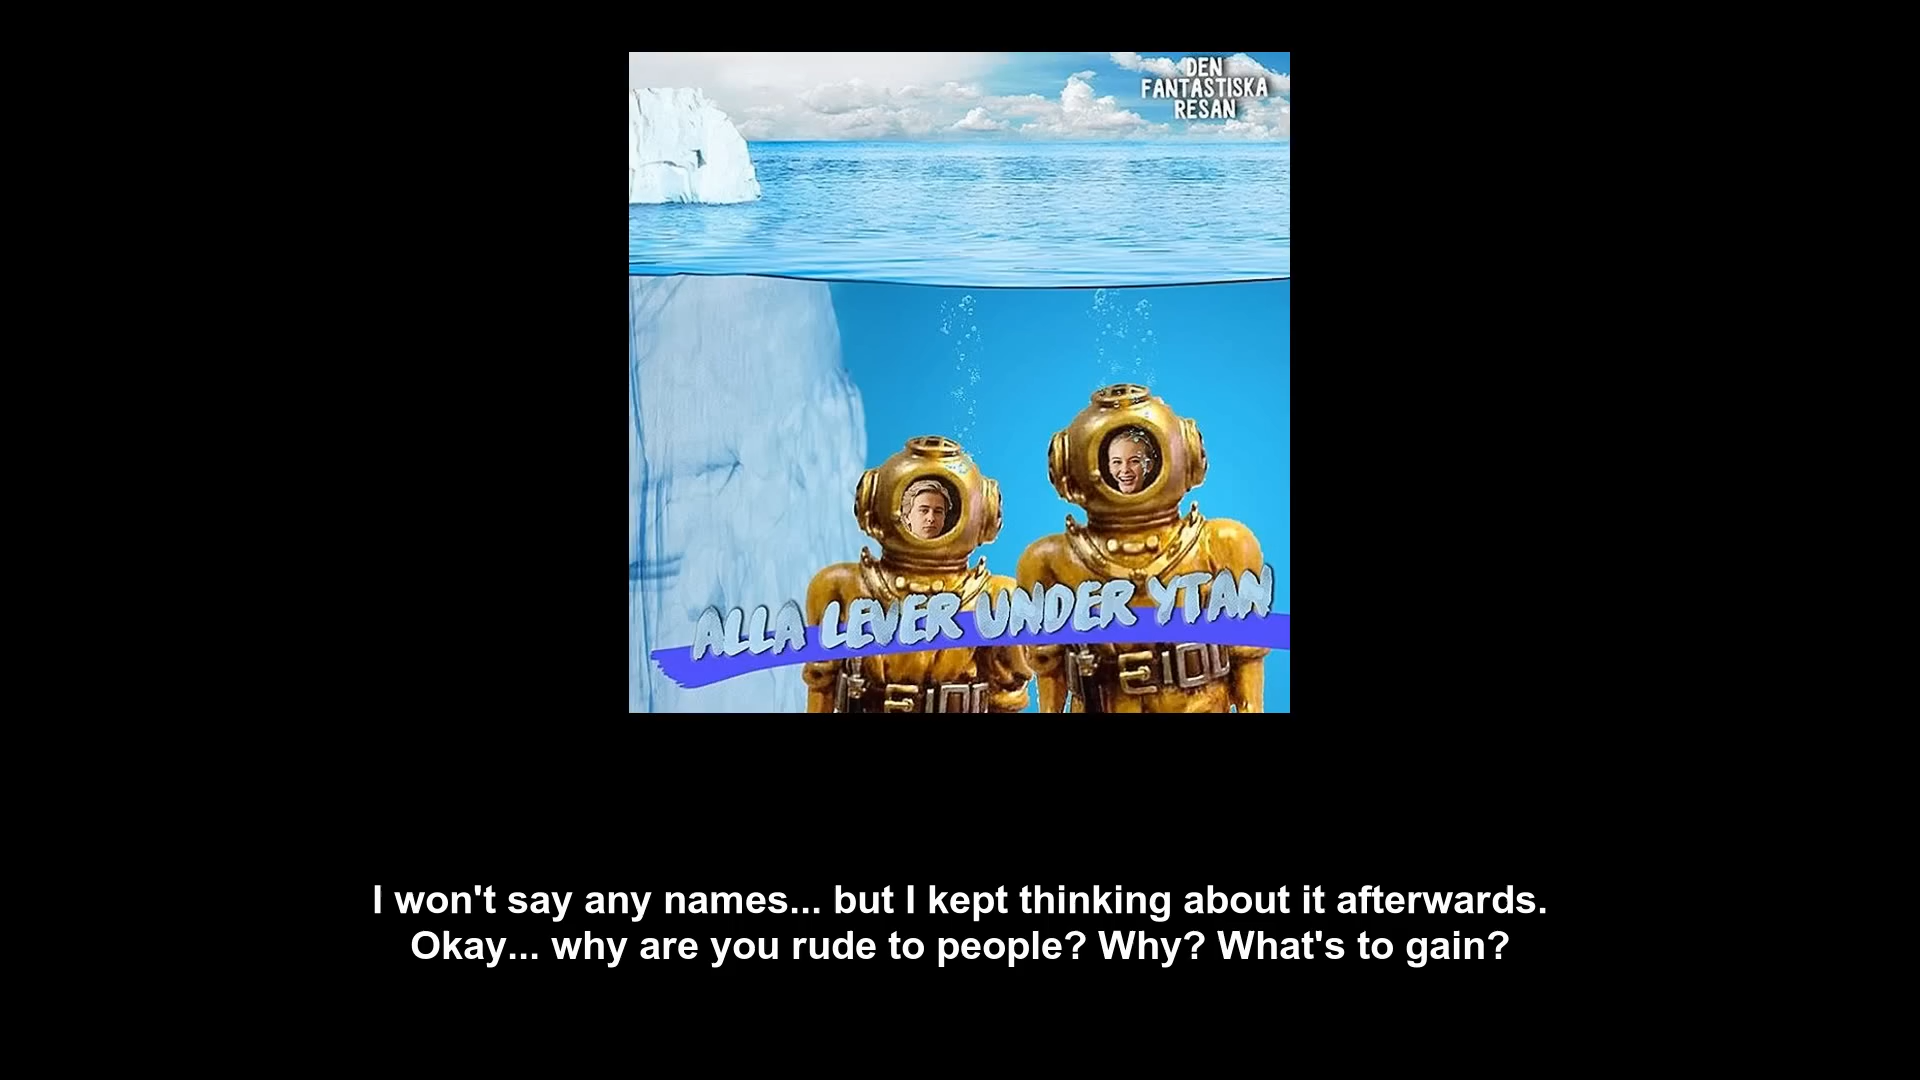 DEN
FANTASTISKA
RESAN
ALLA LEVER UNDER YTAN
I won't say any names... but I kept thinking about it afterwards.
Okay... why are you rude to people? Why? What's to gain?